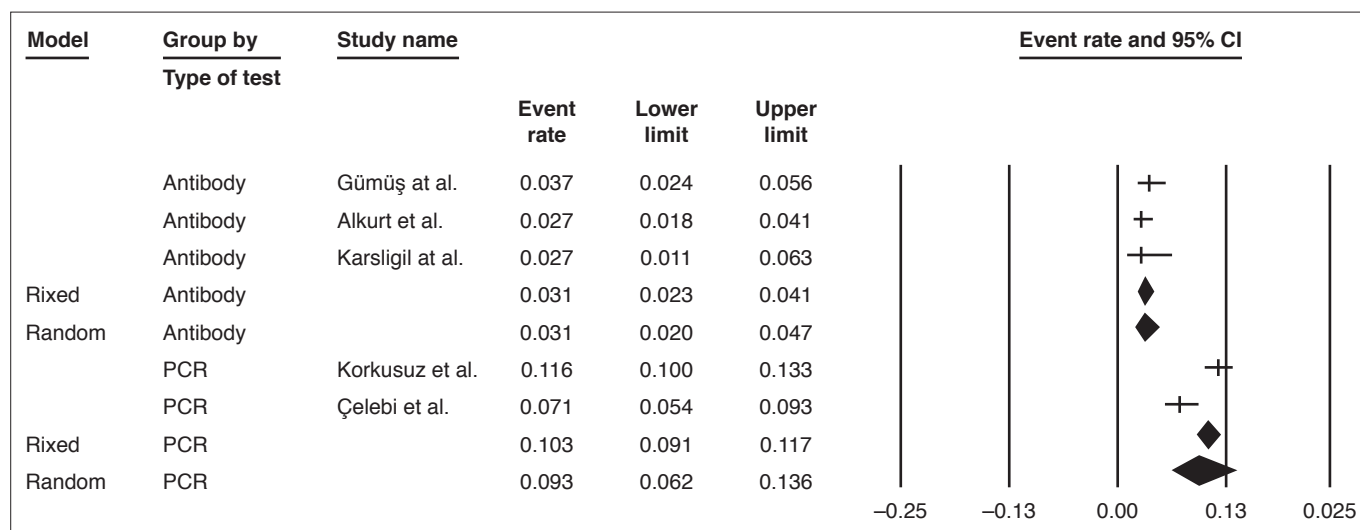 Model Group by Study name Event rate and 95% CI
Type of test
Event rate Lower limit Upper limit
Antibody Gümüş at al. 0.037 0.024 0.056
Antibody Alkurt et al. 0.027 0.018 0.041
Antibody Karsligil at al. 0.027 0.011 0.063
Rixed Antibody 0.031 0.023 0.041
Random Antibody 0.031 0.020 0.047
PCR Korkusuz et al. 0.116 0.100 0.133
PCR Çelebi et al. 0.071 0.054 0.093
Rixed PCR 0.103 0.091 0.117
Random PCR 0.093 0.062 0.136
–0.25 –0.13 0.00 0.13 0.025